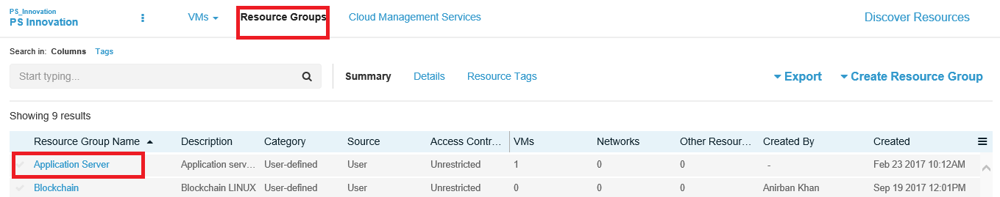 PS_Innovation
PS Innovation
VMs
Resource Groups
Cloud Management Services
Discover Resources
Search in: Columns Tags
Start typing...
Summary Details Resource Tags
Export
Create Resource Group
Showing 9 results
Resource Group Name Description Category Source Access Contr... VMs Networks Other Resour... Created By Created
Application Server Application serv... User-defined User Unrestricted 1 0 0 - Feb 23 2017 10:12AM
Blockchain Blockchain LINUX User-defined User Unrestricted 0 0 0 Anirban Khan Sep 19 2017 12:01PM